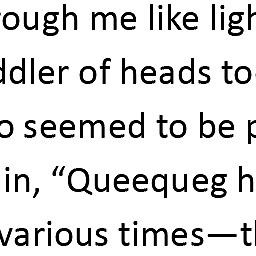 rough me like ligh
ddler of heads to
o seemed to be p
in, “Queequeg h
various times—th